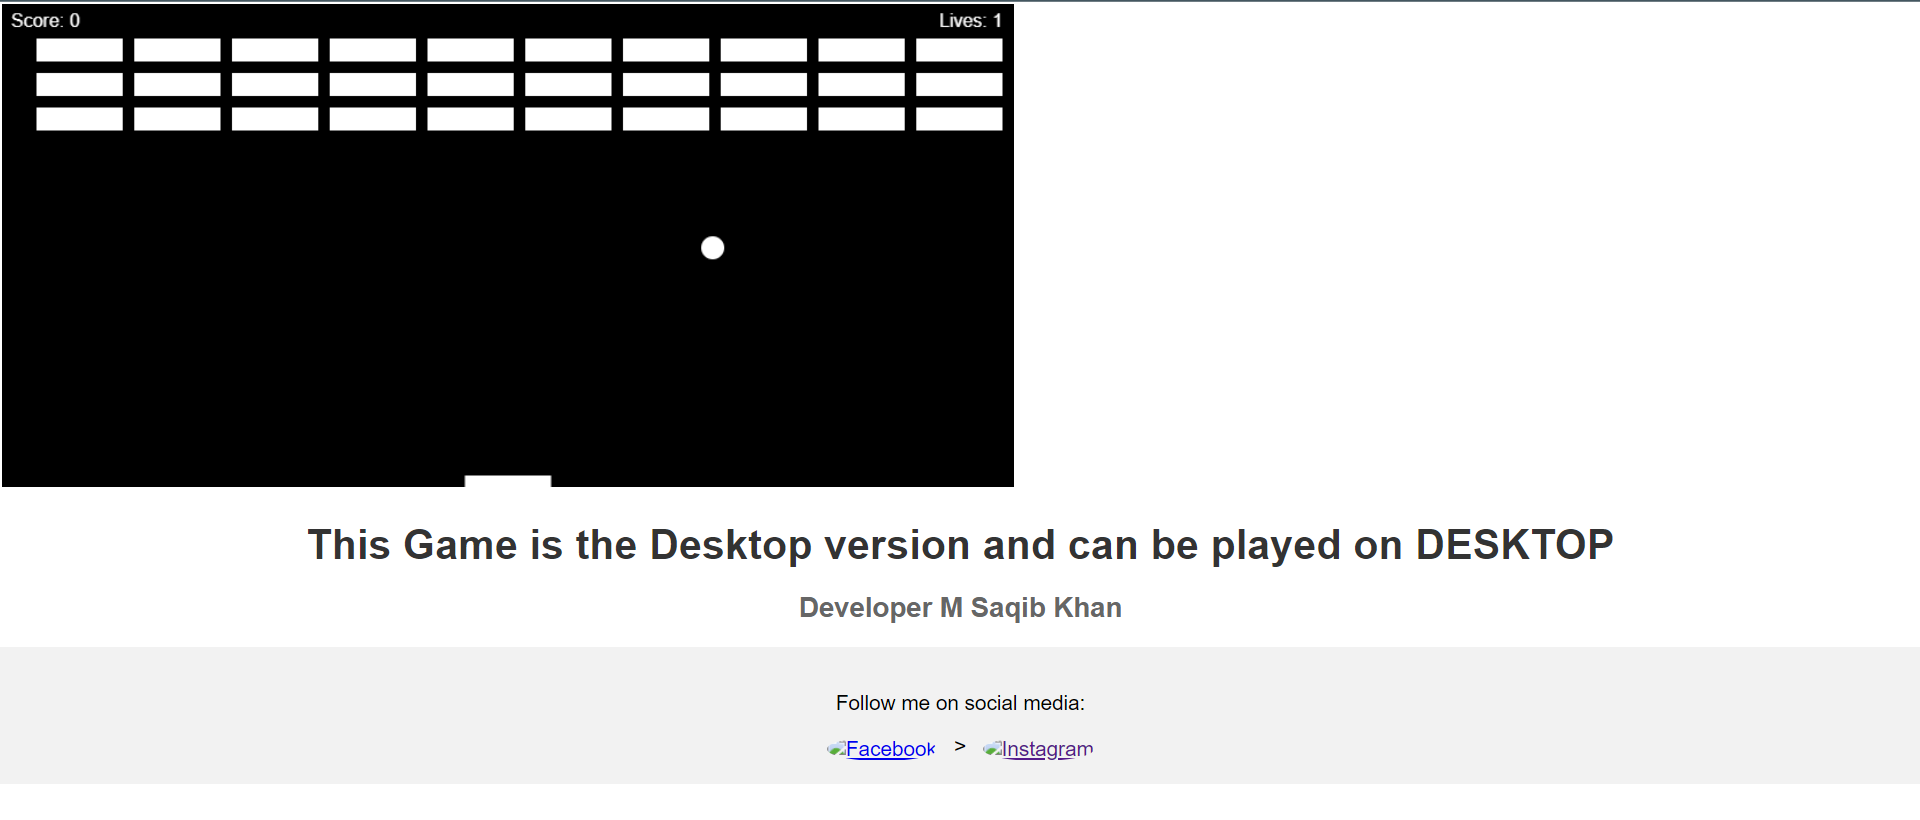 Score: 0 Lives: 1
This Game is the Desktop version and can be played on DESKTOP
Developer M Saqib Khan
Follow me on social media:
Facebook > Instagram